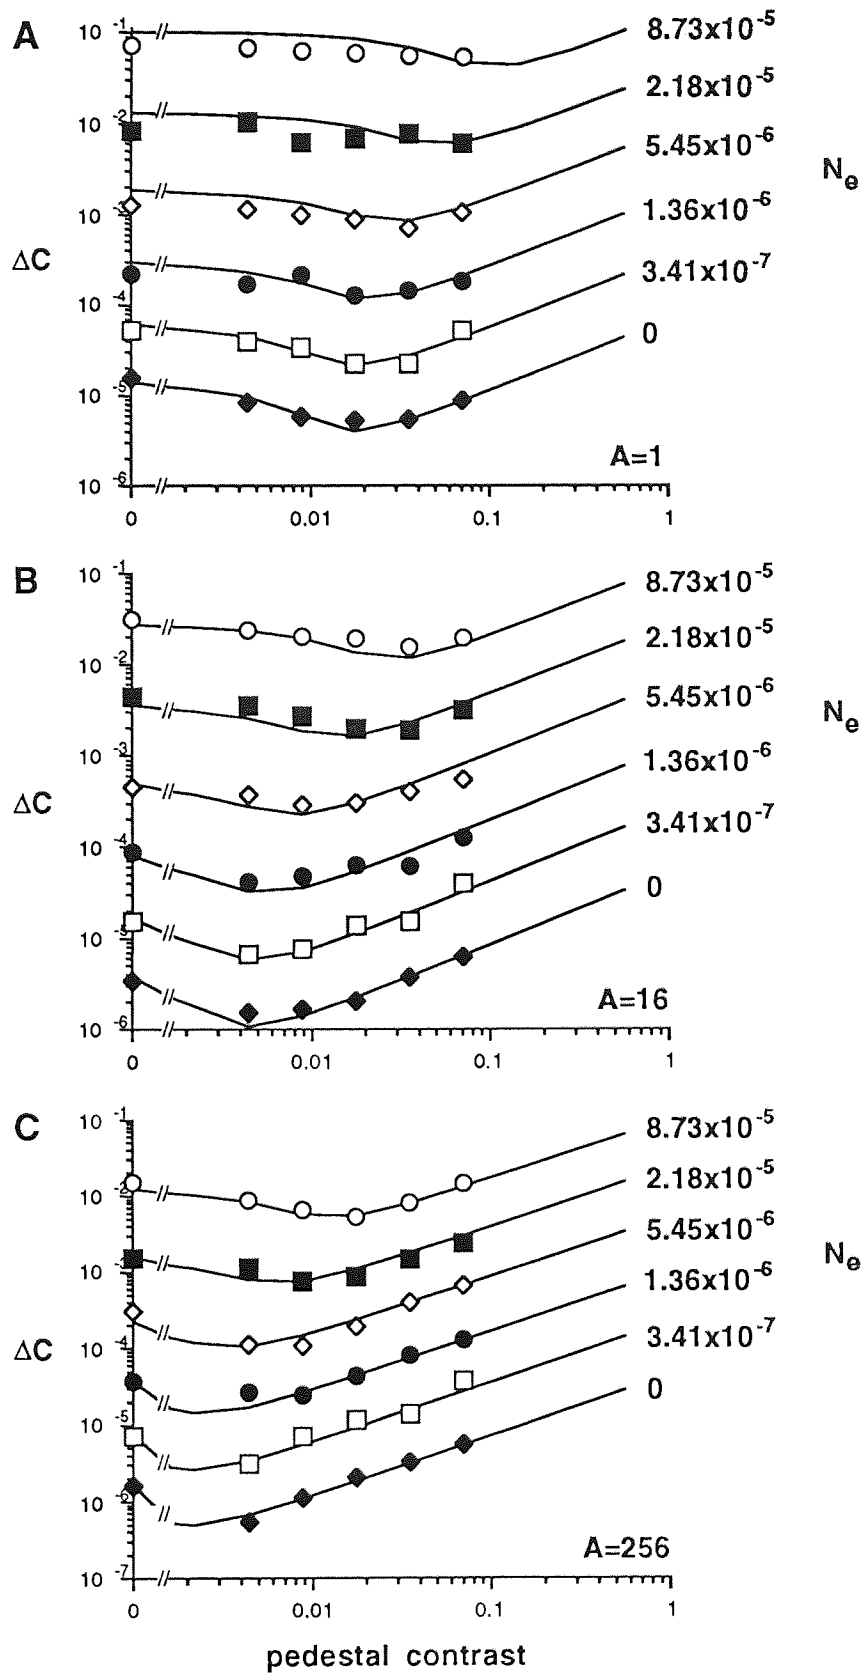 A
10⁻¹
8.73x10⁻⁵
2.18x10⁻⁵
10⁻²
5.45x10⁻⁶
Nₑ
10⁻³
1.36x10⁻⁶
ΔC
3.41x10⁻⁷
10⁻⁴
0
10⁻⁵
A=1
10⁻⁶
0 0.01 0.1 1
B
10⁻¹
8.73x10⁻⁵
2.18x10⁻⁵
10⁻²
5.45x10⁻⁶
Nₑ
10⁻³
1.36x10⁻⁶
ΔC
3.41x10⁻⁷
10⁻⁴
0
10⁻⁵
A=16
10⁻⁶
0 0.01 0.1 1
C
10⁻¹
8.73x10⁻⁵
2.18x10⁻⁵
10⁻²
5.45x10⁻⁶
Nₑ
10⁻³
1.36x10⁻⁶
3.41x10⁻⁷
ΔC
10⁻⁴
0
10⁻⁵
10⁻⁶
A=256
10⁻⁷
0 0.01 0.1 1
pedestal contrast